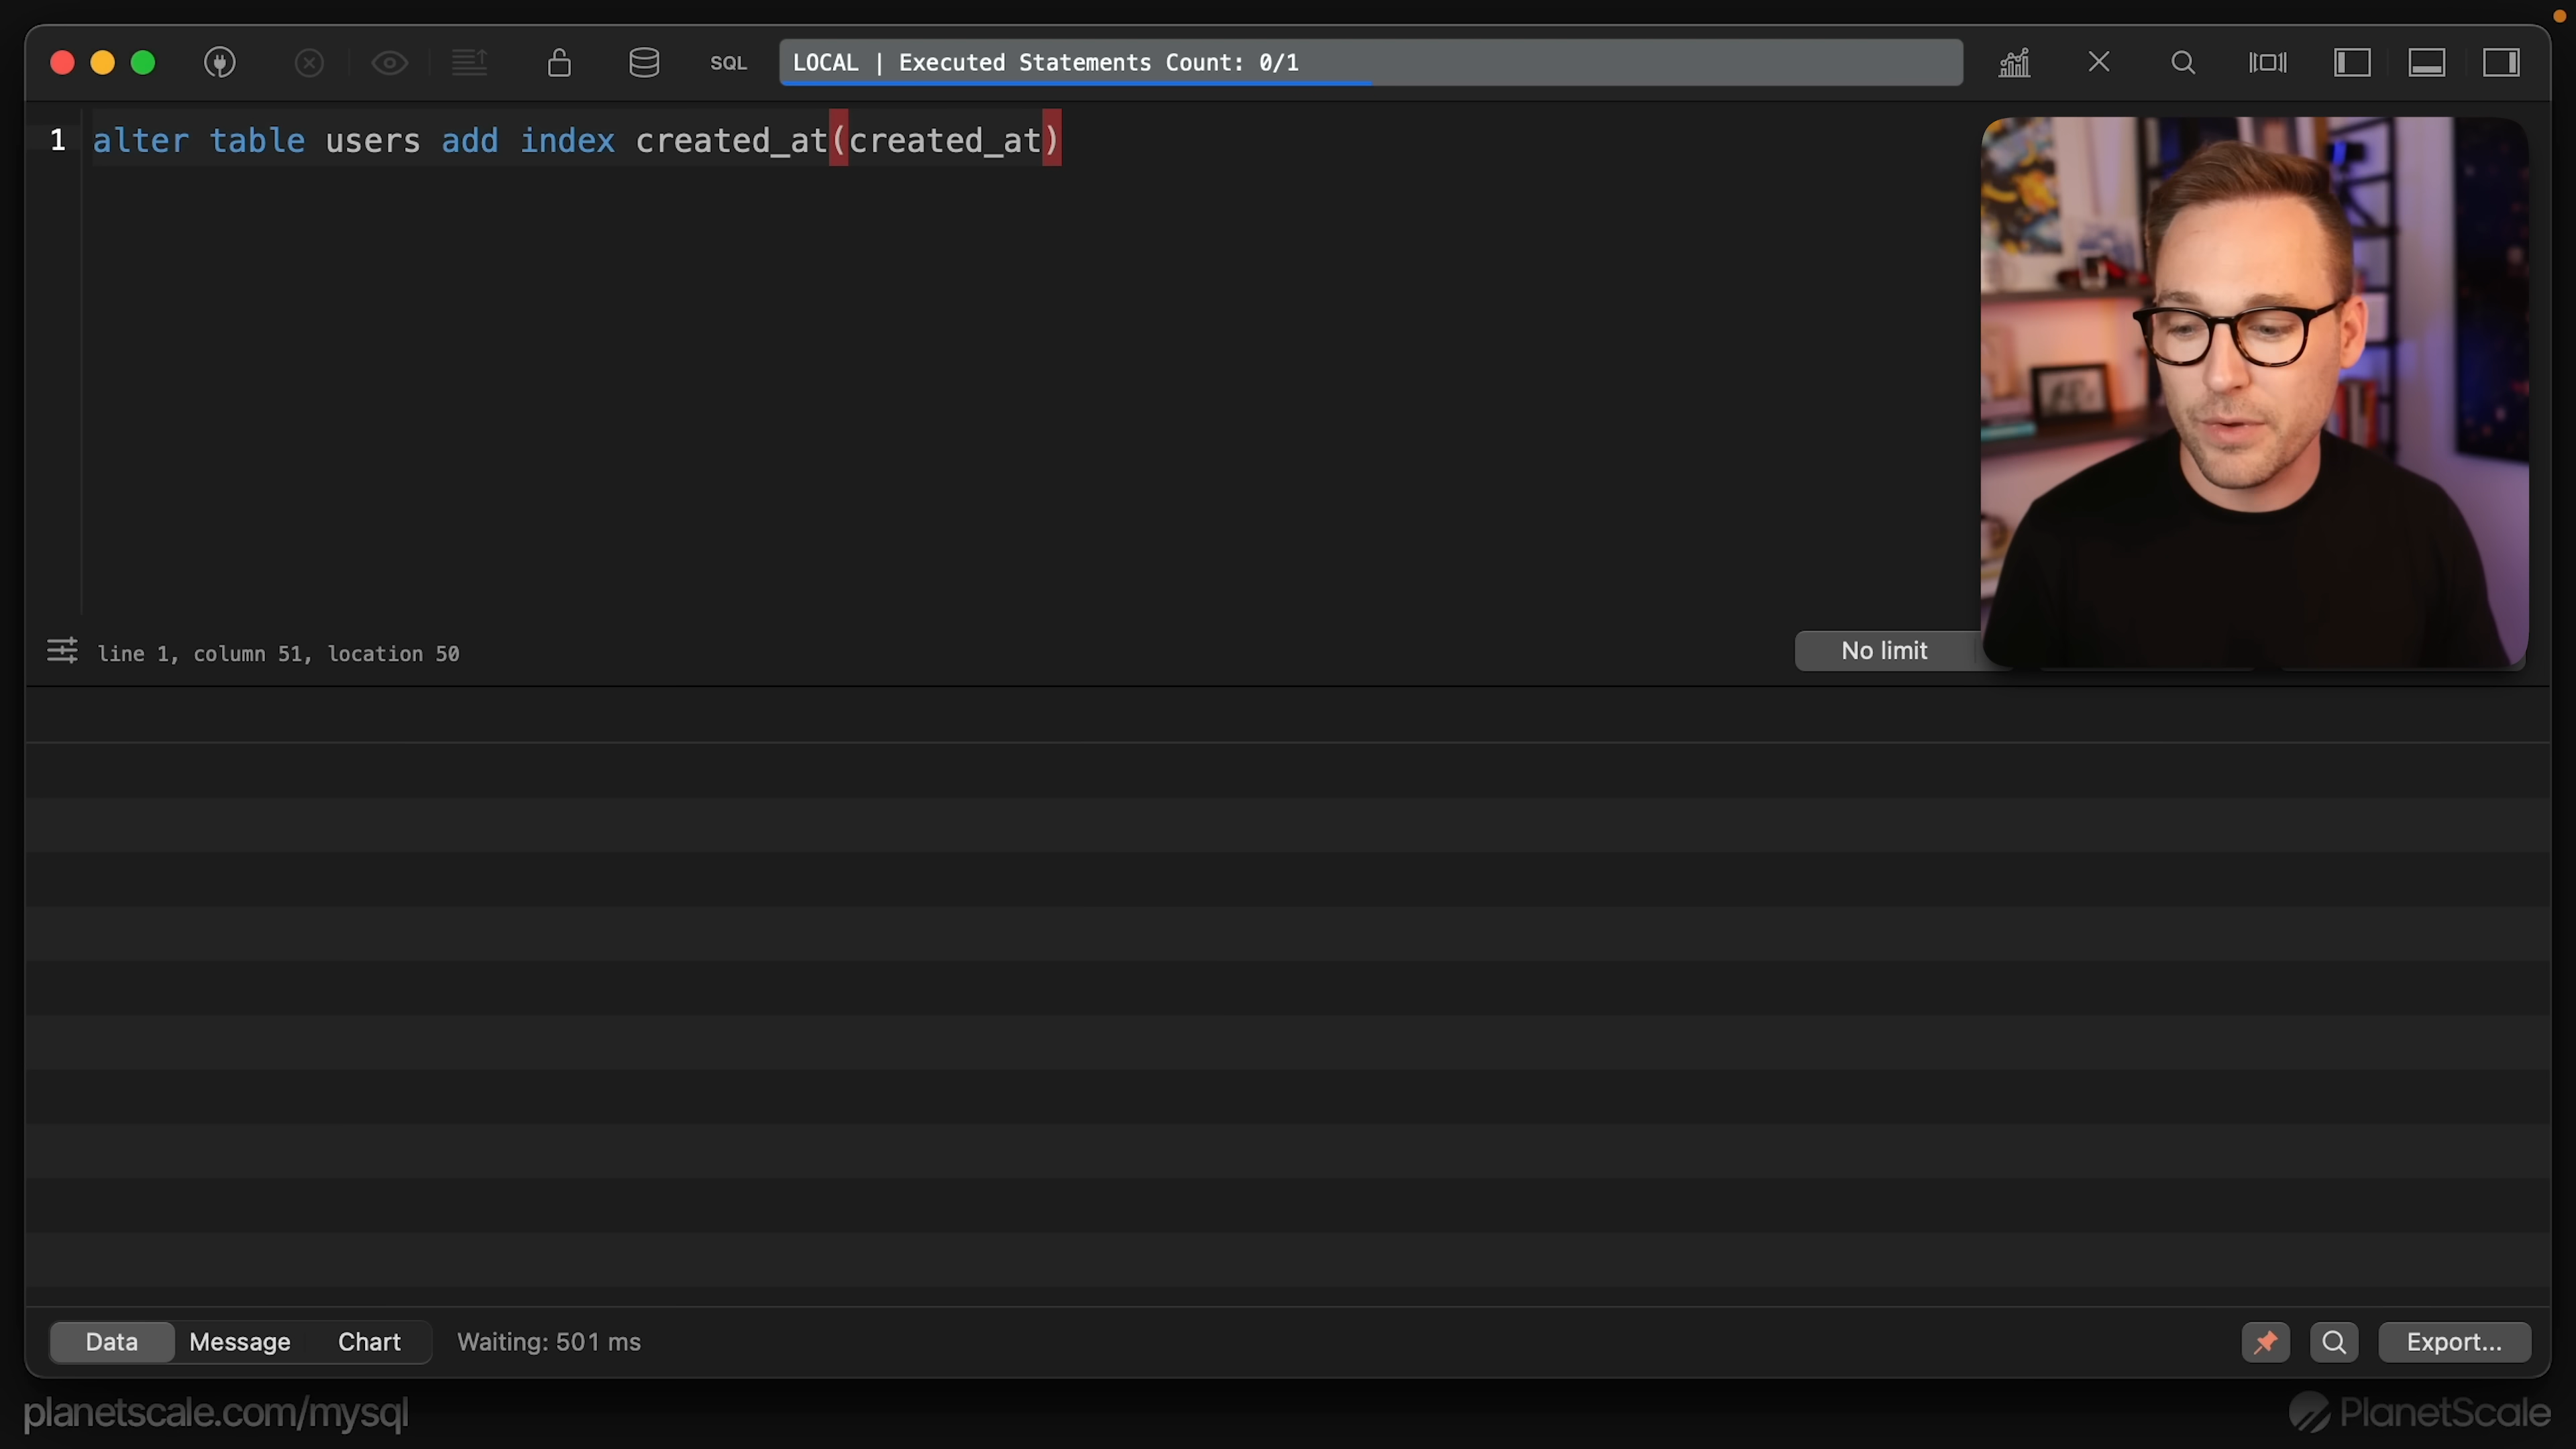 SQL
LOCAL | Executed Statements Count: 0/1
1 alter table users add index created_at(created_at)
line 1, column 51, location 50
No limit
Data Message Chart Waiting: 501 ms
Export...
planetscale.com/mysql
PlanetScale